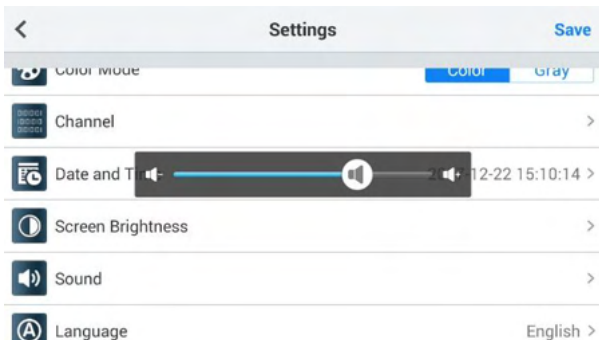 Settings
Save
Color Mode
Color
Gray
Channel
Date and
12-22 15:10:14
Screen Brightness
Sound
Language
English